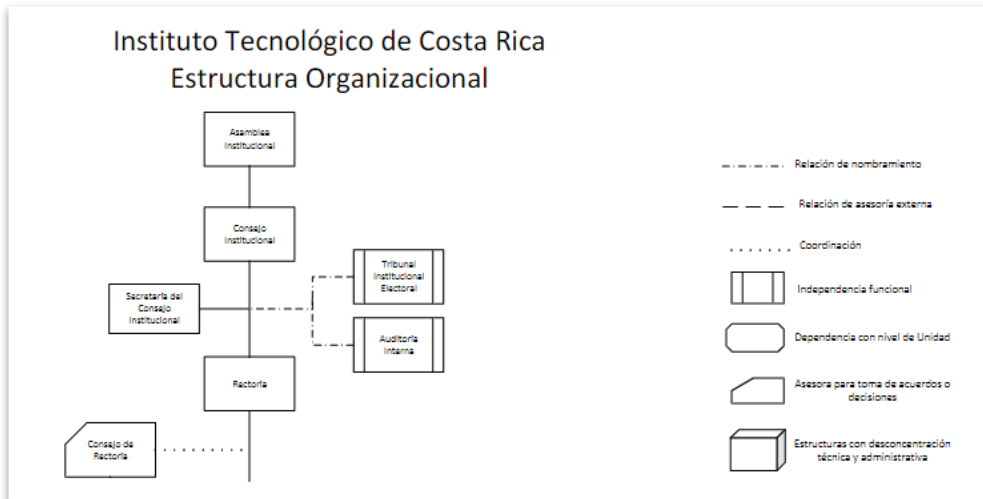 Instituto Tecnológico de Costa Rica
Estructura Organizacional
Asamblea
Institucional
Consejo
Institucional
Tribunal
Institucional
Electoral
Secretaría del
Consejo
Institucional
Auditoría
Interna
Rectoría
Consejo de
Rectoría
Relación de nombramiento
Relación de asesoría externa
Coordinación
Independencia funcional
Dependencia con nivel de Unidad
Asesora para toma de acuerdos o
decisiones
Estructuras con desconcentración
técnica y administrativa